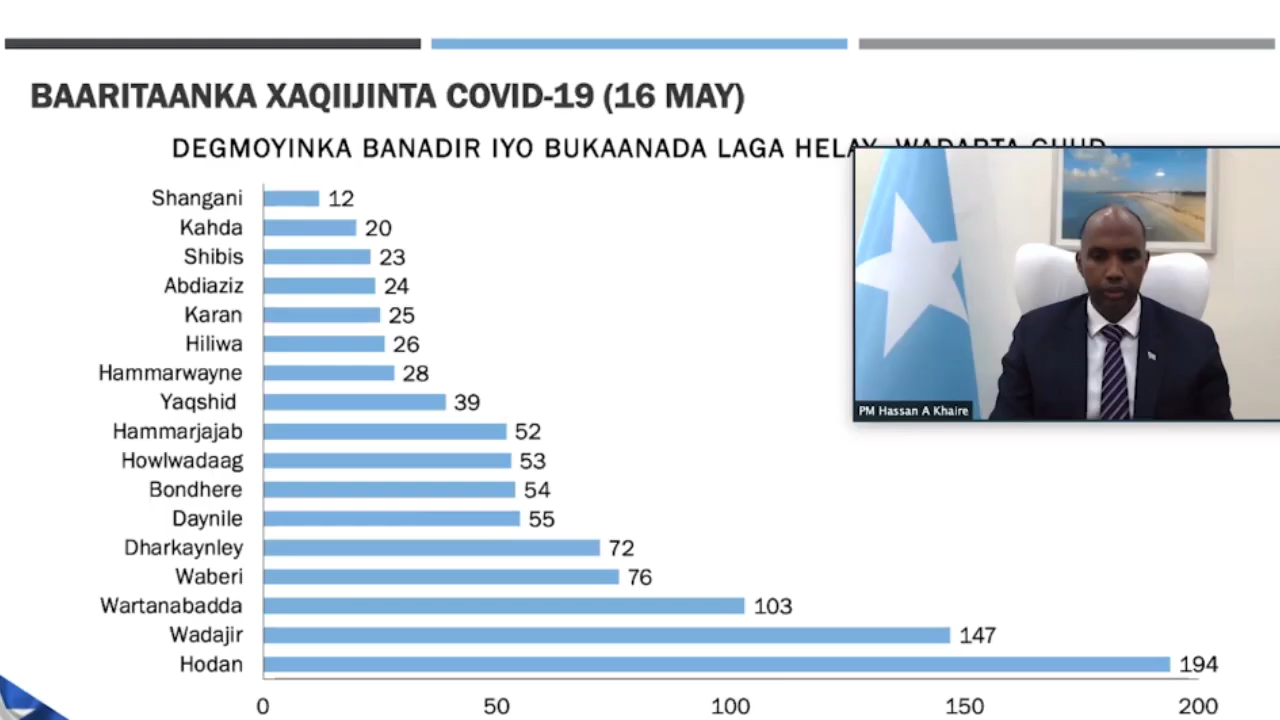 BAARITAANKA XAQIIJINTA COVID-19 (16 MAY)
DEGMOYINKA BANADIR IYO BUKAANADA LAGA HELAY, WADARTA GUUD
Shangani 12
Kahda 20
Shibis 23
Abdiaziz 24
Karan 25
Hiliwa 26
Hammarwayne 28
Yaqshid 39
Hammarjajab 52
Howlwadaag 53
Bondhere 54
Daynile 55
Dharkaynley 72
Waberi 76
Wartanabadda 103
Wadajir 147
Hodan 194
0 50 100 150 200
PM Hassan A Khaire